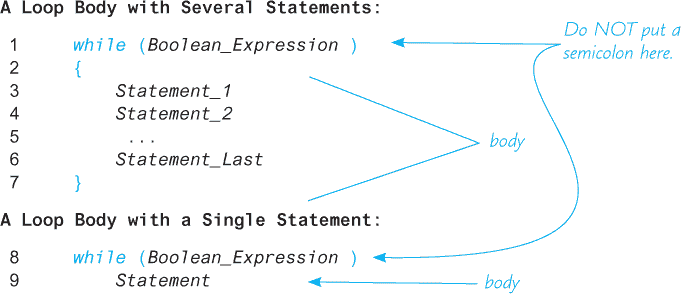 A Loop Body with Several Statements:
1 while (Boolean_Expression )
Do NOT put a
semicolon here.
2 {
3 Statement_1
4 Statement_2
5 ...
body
6 Statement_Last
7 }
A Loop Body with a Single Statement:
8 while (Boolean_Expression )
9 Statement
body